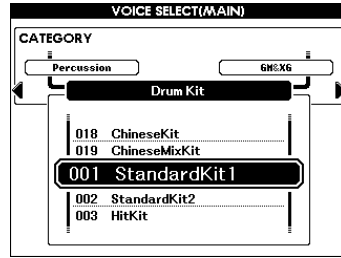 VOICE SELECT(MAIN)
CATEGORY
Percussion GM&XG
Drum Kit
018 ChineseKit
019 ChineseMixKit
001 StandardKit1
002 StandardKit2
003 HitKit